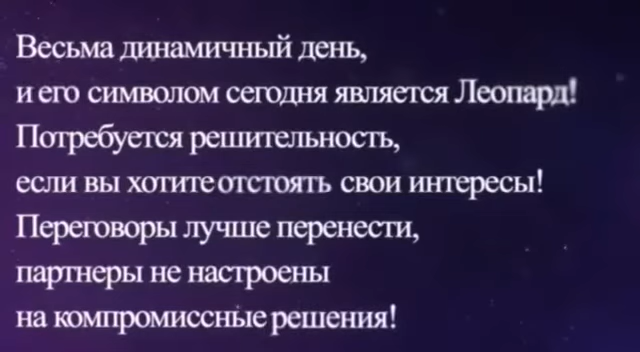 Весьма динамичный день,
и его символом сегодня является Леопард!
Потребуется решительность,
если вы хотите отстоять свои интересы!
Переговоры лучше перенести,
партнеры не настроены
на компромиссные решения!